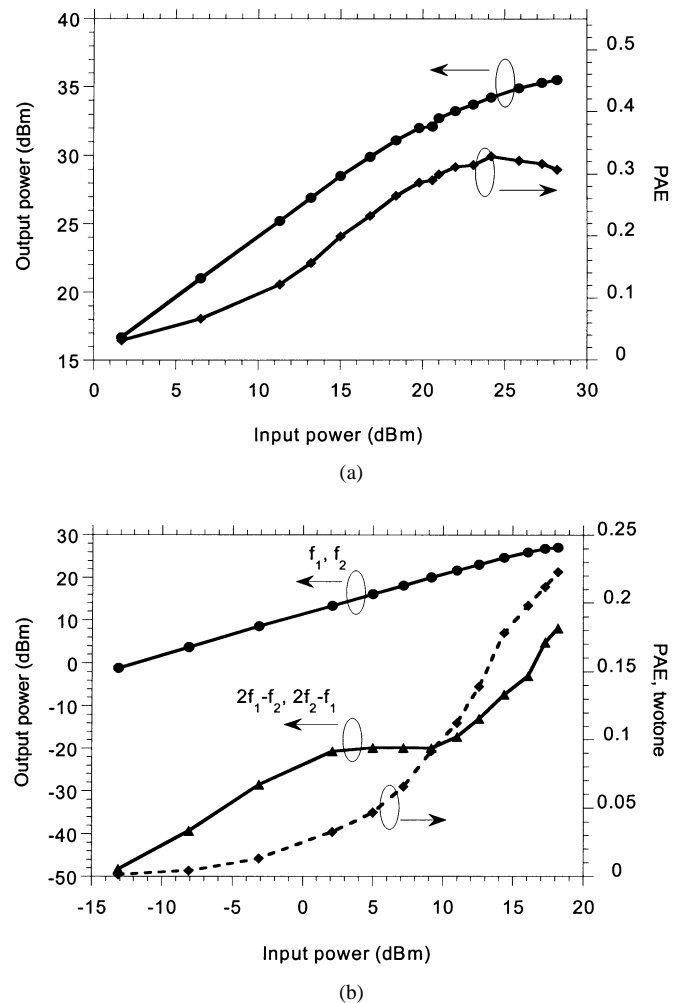 40
35
30
25
20
15
0.5
0.4
0.3
0.2
0.1
0
Output power (dBm)
PAE
0 5 10 15 20 25 30
Input power (dBm)
(a)
30
20
10
0
-10
-20
-30
-40
-50
0.25
0.2
0.15
0.1
0.05
0
f1, f2
2f1-f2, 2f2-f1
Output power (dBm)
PAE, twotone
-15 -10 -5 0 5 10 15 20
Input power (dBm)
(b)